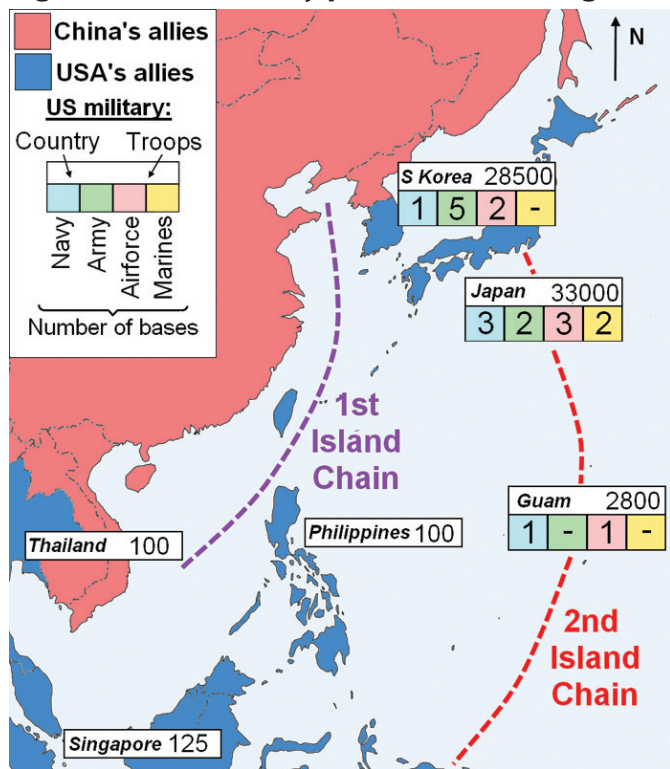 China's allies
USA's allies
US military:
Country Troops
Navy
Army
Airforce
Marines
Number of bases
N
S Korea 28500
1 5 2 -
Japan 33000
3 2 3 2
1st
Island
Chain
Guam 2800
1 - 1 -
Thailand 100
Philippines 100
2nd
Island
Chain
Singapore 125